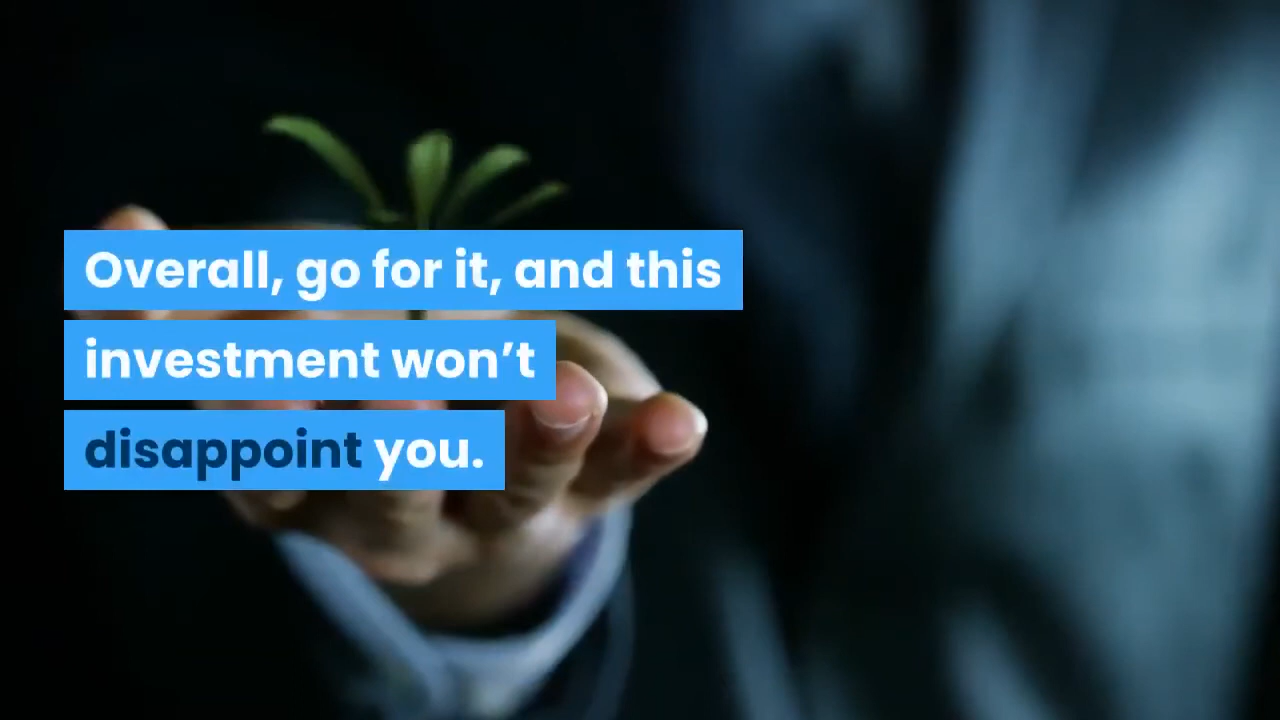 Overall, go for it, and this
investment won’t
disappoint you.